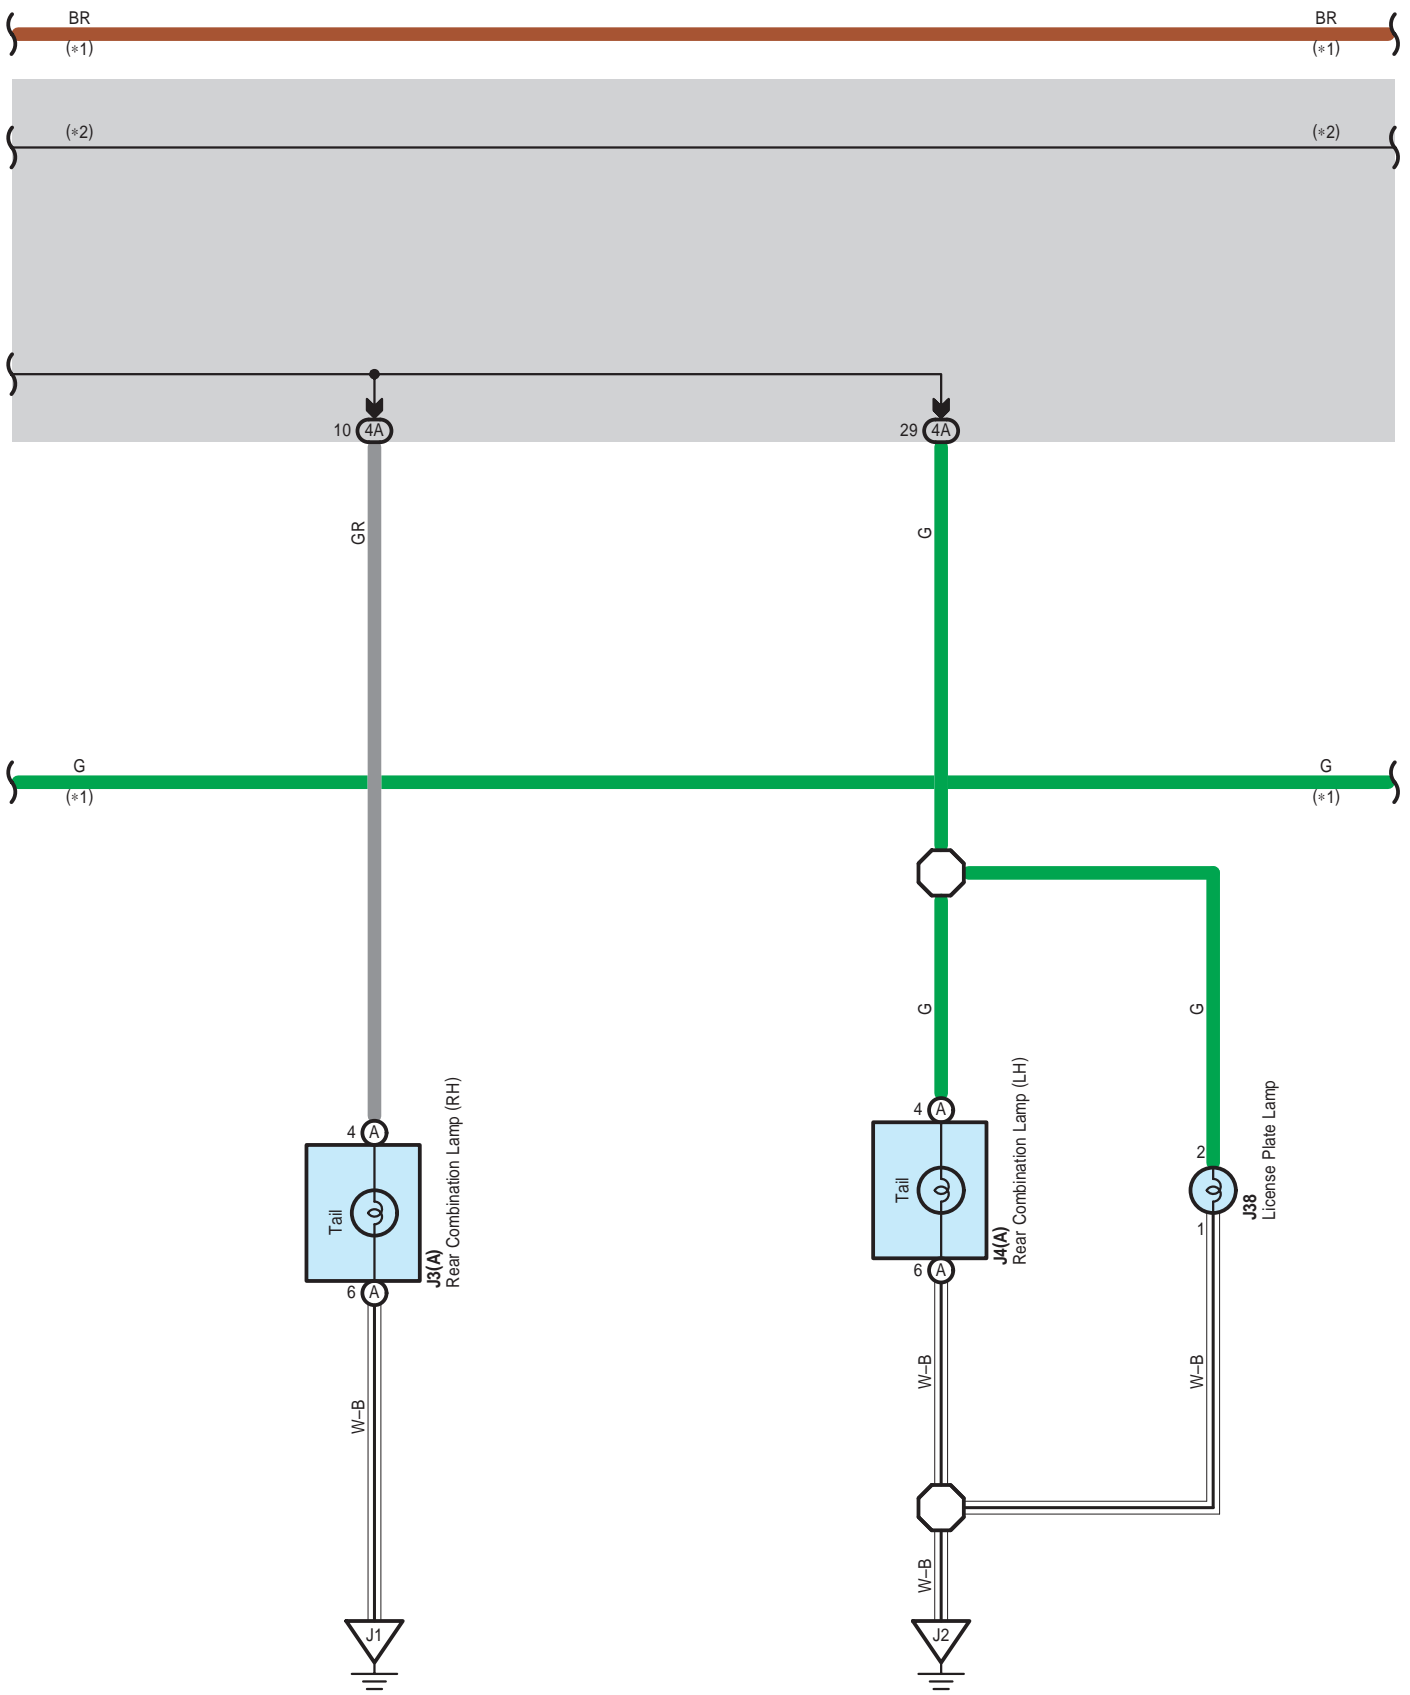 BR
BR
(*1)
(*1)
(*2)
(*2)
10
4A
29
4A
GR
G
G
G
(*1)
(*1)
G
G
4
A
Tail
6
A
J3(A)
Rear Combination Lamp (RH)
4
A
Tail
6
A
J4(A)
Rear Combination Lamp (LH)
2
1
J38
License Plate Lamp
W–B
W–B
W–B
W–B
J1
J2